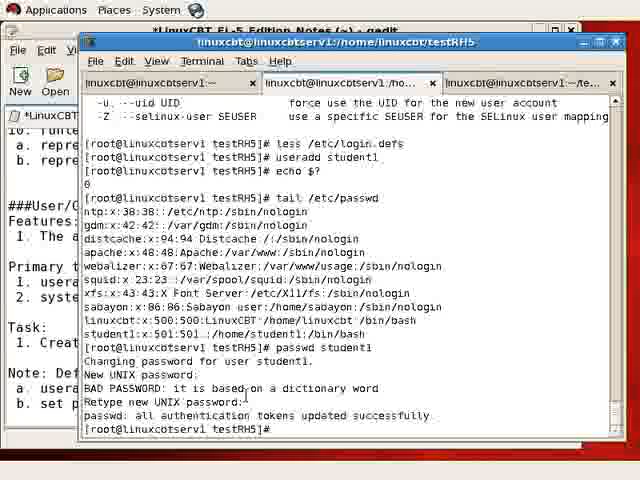 Applications Places System
*LinuxCBT EL-5 Edition Notes (~) - gedit
linuxcbt@linuxcbtserv1:/home/linuxcbt/testRH5
File Edit View Terminal Tabs Help
File Edit
New Open
linuxcbt@linuxcbtserv1:~ linuxcbt@linuxcbtserv1:/ho... linuxcbt@linuxcbtserv1:~/te...
*LinuxCBT
a. repre
b. repre
###User/G
Features:
1. The a
Primary t
1. usera
2. syste
Task:
1. Creat
Note: Def
a. usera
b. set p
-u, --uid UID force use the UID for the new user account
-Z --selinux-user SEUSER use a specific SEUSER for the SELinux user mapping
[root@linuxcbtserv1 testRH5]# less /etc/login.defs
[root@linuxcbtserv1 testRH5]# useradd student1
[root@linuxcbtserv1 testRH5]# echo $?
0
[root@linuxcbtserv1 testRH5]# tail /etc/passwd
ntp:x:38:38::/etc/ntp:/sbin/nologin
gdm:x:42:42::/var/gdm:/sbin/nologin
distcache:x:94:94:Distcache:/:/sbin/nologin
apache:x:48:48:Apache:/var/www:/sbin/nologin
webalizer:x:67:67:Webalizer:/var/www/usage:/sbin/nologin
squid:x:23:23::/var/spool/squid:/sbin/nologin
xfs:x:43:43:X Font Server:/etc/X11/fs:/sbin/nologin
sabayon:x:86:86:Sabayon user:/home/sabayon:/sbin/nologin
linuxcbt:x:500:500:LinuxCBT:/home/linuxcbt:/bin/bash
student1:x:501:501::/home/student1:/bin/bash
[root@linuxcbtserv1 testRH5]# passwd student1
Changing password for user student1.
New UNIX password:
BAD PASSWORD: it is based on a dictionary word
Retype new UNIX password:
passwd: all authentication tokens updated successfully.
[root@linuxcbtserv1 testRH5]#